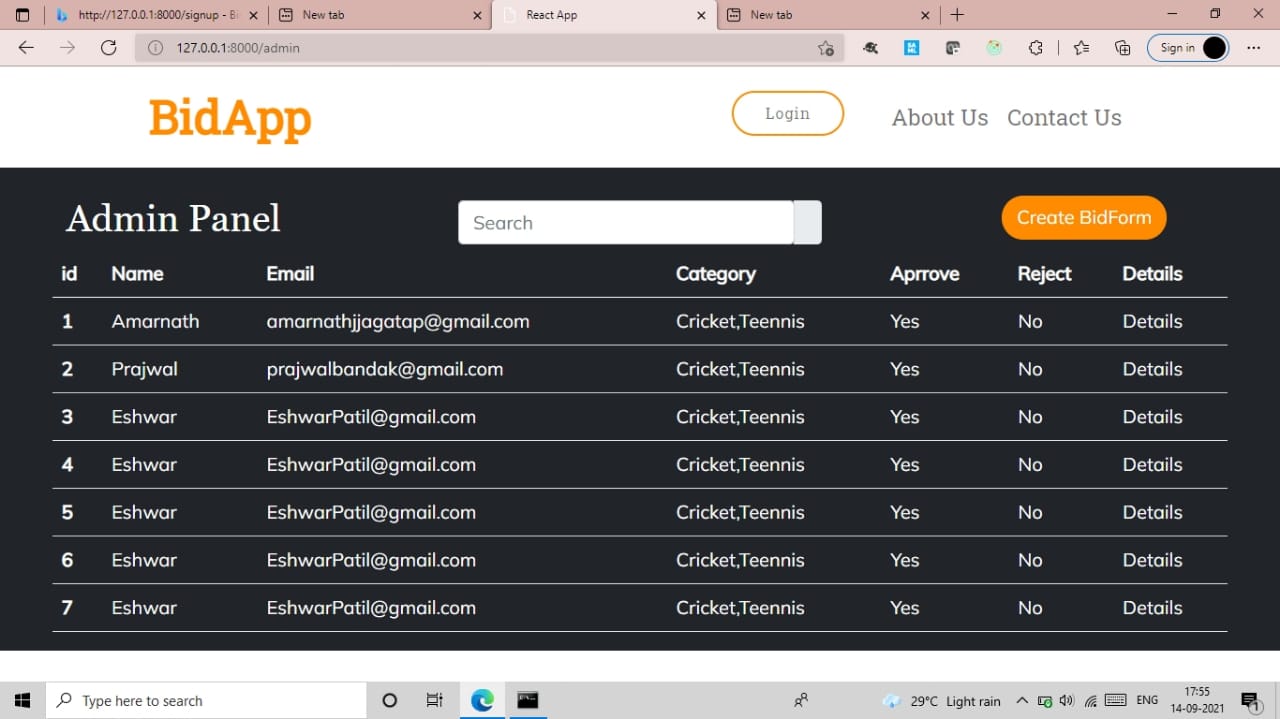 http://127.0.0.1:8000/signup - Bi
New tab
React App
New tab
127.0.0.1:8000/admin
Sign in
BidApp
Login
About Us
Contact Us
Admin Panel
Search
Create BidForm
id Name Email Category Aprrove Reject Details
1 Amarnath amarnathjjagatap@gmail.com Cricket,Teennis Yes No Details
2 Prajwal prajwalbandak@gmail.com Cricket,Teennis Yes No Details
3 Eshwar EshwarPatil@gmail.com Cricket,Teennis Yes No Details
4 Eshwar EshwarPatil@gmail.com Cricket,Teennis Yes No Details
5 Eshwar EshwarPatil@gmail.com Cricket,Teennis Yes No Details
6 Eshwar EshwarPatil@gmail.com Cricket,Teennis Yes No Details
7 Eshwar EshwarPatil@gmail.com Cricket,Teennis Yes No Details
Type here to search
29°C Light rain
ENG
17:55
14-09-2021
1